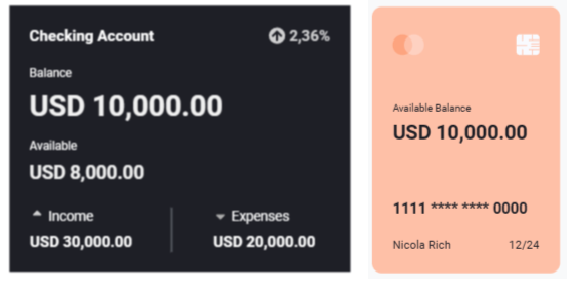 Checking Account 2,36%
Balance
USD 10,000.00
Available
USD 8,000.00
Income Expenses
USD 30,000.00 USD 20,000.00
Available Balance
USD 10,000.00
1111 **** **** 0000
Nicola Rich 12/24